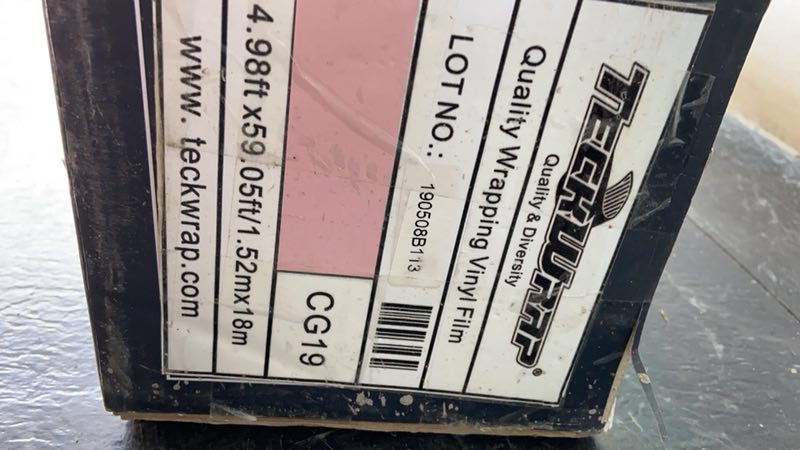 TECKWRAP®
Quality & Diversity
Quality Wrapping Vinyl Film
LOT NO.: 190508B113
CG19
4.98ft x59.05ft/1.52mx18m
www. teckwrap.com